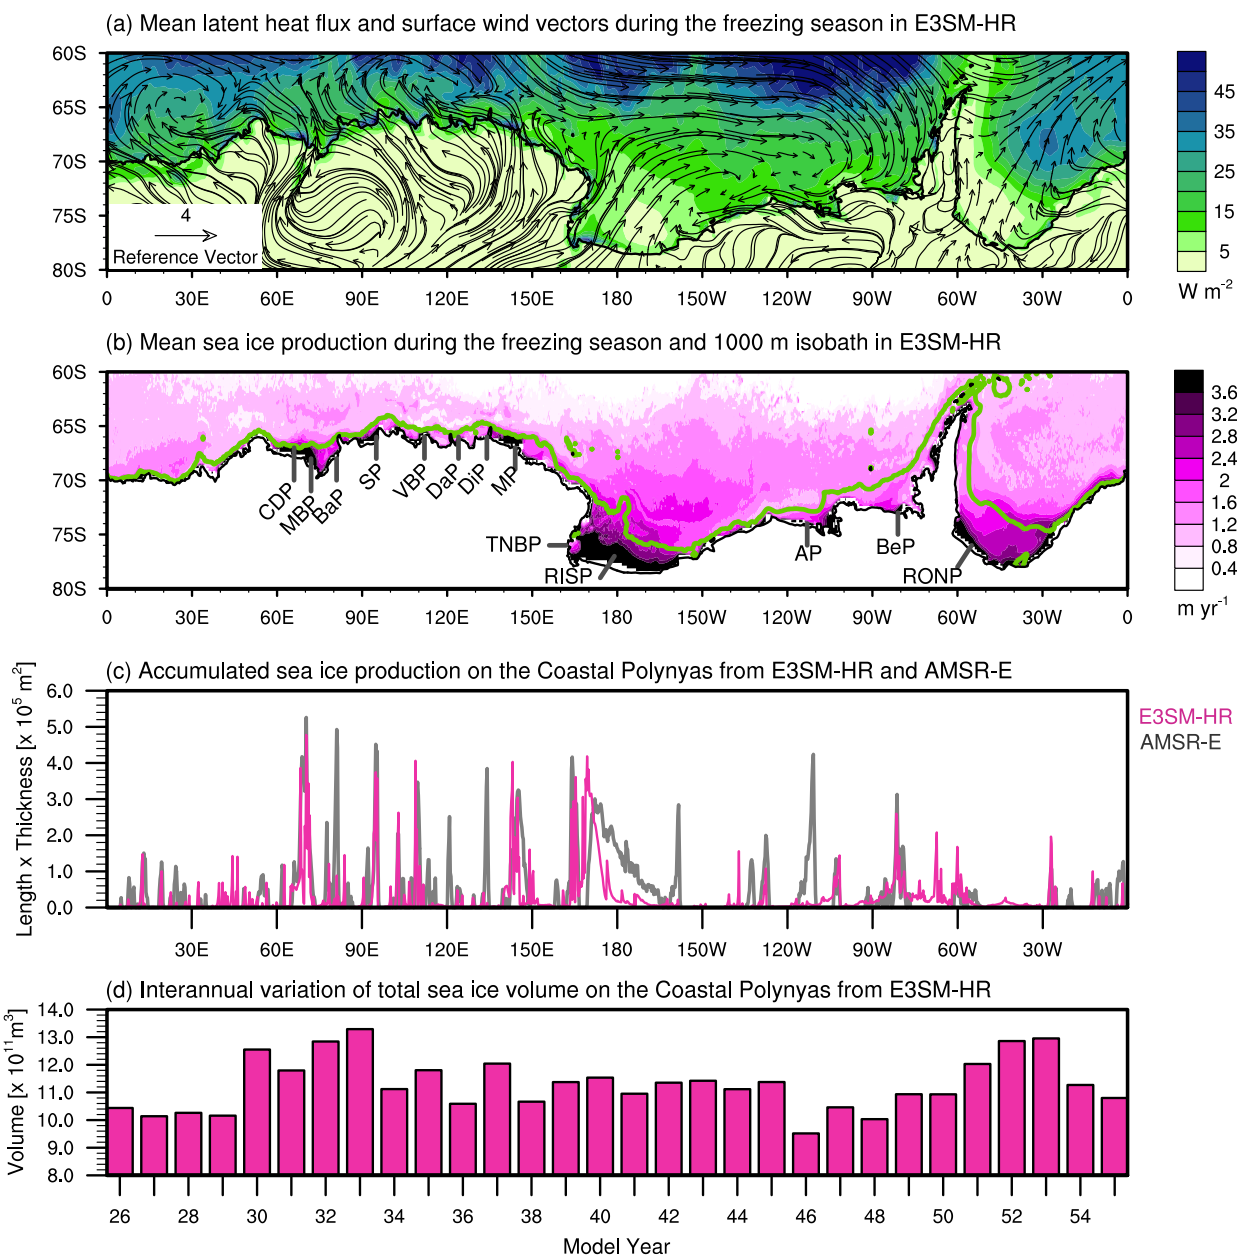 (a) Mean latent heat flux and surface wind vectors during the freezing season in E3SM-HR
60S
65S
70S
75S
80S
4
Reference Vector
0 30E 60E 90E 120E 150E 180 150W 120W 90W 60W 30W 0
45
35
25
15
5
W m⁻²
(b) Mean sea ice production during the freezing season and 1000 m isobath in E3SM-HR
60S
65S
70S
75S
80S
CDP
MBP
BaP
SP
VBP
DaP
DiP
MP
TNBP
RISP
AP
BeP
RONP
0 30E 60E 90E 120E 150E 180 150W 120W 90W 60W 30W 0
3.6
3.2
2.8
2.4
2
1.6
1.2
0.8
0.4
m yr⁻¹
(c) Accumulated sea ice production on the Coastal Polynyas from E3SM-HR and AMSR-E
Length x Thickness [x 10⁵ m²]
6.0
5.0
4.0
3.0
2.0
1.0
0.0
30E 60E 90E 120E 150E 180 150W 120W 90W 60W 30W
E3SM-HR
AMSR-E
(d) Interannual variation of total sea ice volume on the Coastal Polynyas from E3SM-HR
Volume [x 10¹¹m³]
14.0
13.0
12.0
11.0
10.0
9.0
8.0
26 28 30 32 34 36 38 40 42 44 46 48 50 52 54
Model Year